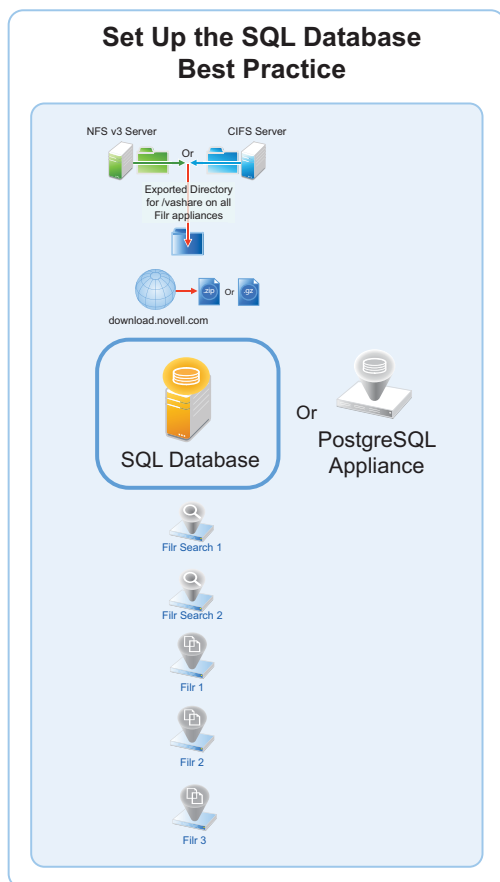 Set Up the SQL Database
Best Practice
NFS v3 Server
CIFS Server
Or
Exported Directory
for /vashare on all
Filr appliances
.zip
Or
.gz
download.novell.com
SQL Database
Or
PostgreSQL
Appliance
Filr Search 1
Filr Search 2
Filr 1
Filr 2
Filr 3